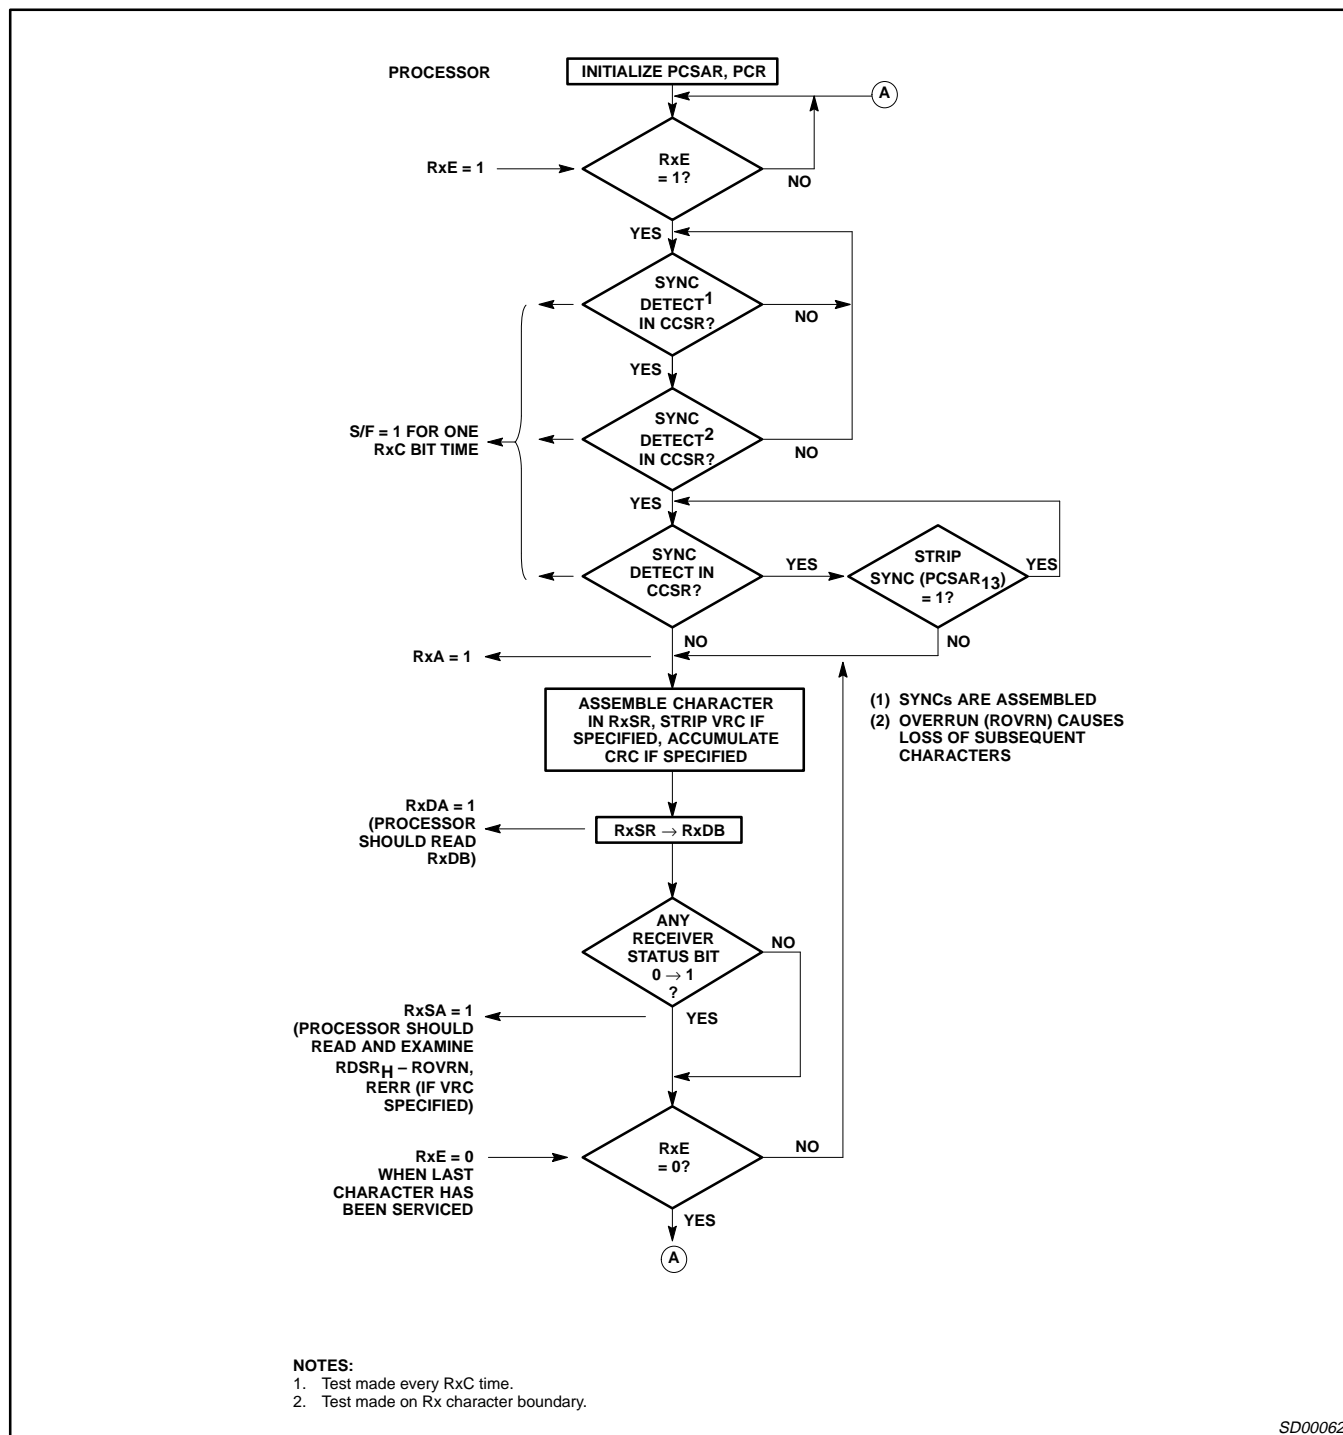 PROCESSOR
INITIALIZE PCSAR, PCR
A
RxE = 1
RxE
= 1?
NO
YES
SYNC
DETECT1
IN CCSR?
NO
YES
S/F = 1 FOR ONE
RxC BIT TIME
SYNC
DETECT2
IN CCSR?
NO
YES
SYNC
DETECT IN
CCSR?
YES
STRIP
SYNC (PCSAR13)
= 1?
YES
NO
NO
RxA = 1
ASSEMBLE CHARACTER
IN RxSR, STRIP VRC IF
SPECIFIED, ACCUMULATE
CRC IF SPECIFIED
(1) SYNCs ARE ASSEMBLED
(2) OVERRUN (ROVRN) CAUSES
LOSS OF SUBSEQUENT
CHARACTERS
RxDA = 1
(PROCESSOR
SHOULD READ
RxDB)
RxSR → RxDB
ANY
RECEIVER
STATUS BIT
0 → 1
?
NO
YES
RxSA = 1
(PROCESSOR SHOULD
READ AND EXAMINE
RDSRH – ROVRN,
RERR (IF VRC
SPECIFIED)
RxE = 0
WHEN LAST
CHARACTER HAS
BEEN SERVICED
RxE
= 0?
NO
YES
A
NOTES:
1. Test made every RxC time.
2. Test made on Rx character boundary.
SD00062